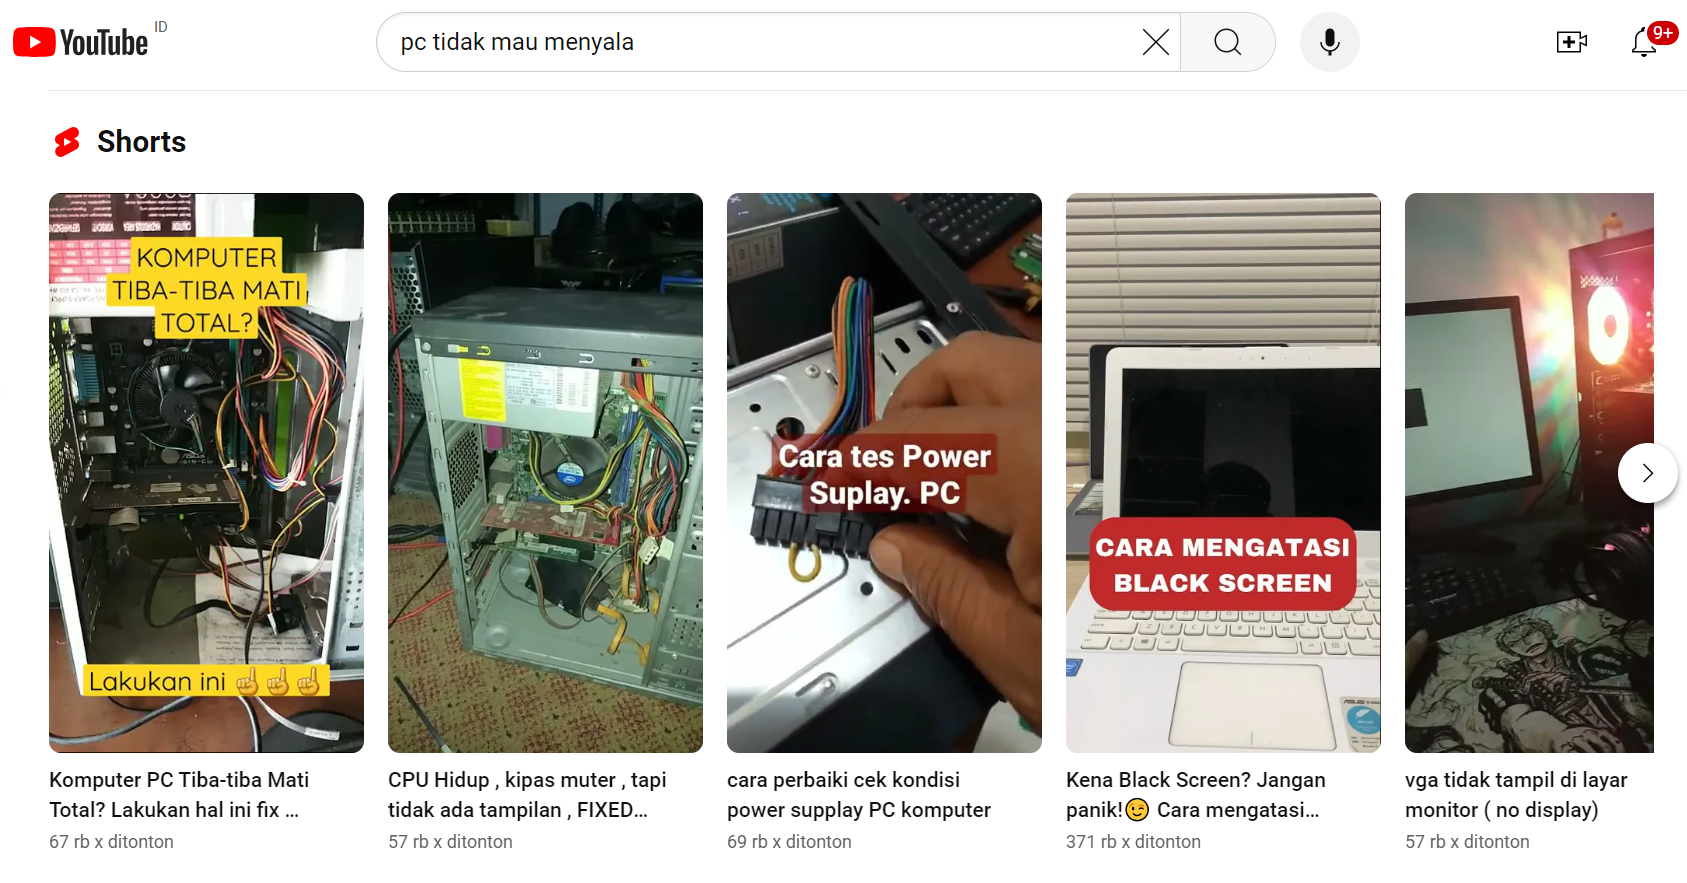 YouTube ID
pc tidak mau menyala
9+
Shorts
KOMPUTER
TIBA-TIBA MATI
TOTAL?
Lakukan ini ☝☝☝
Cara tes Power
Suplay. PC
CARA MENGATASI
BLACK SCREEN
Komputer PC Tiba-tiba Mati
Total? Lakukan hal ini fix ...
67 rb x ditonton
CPU Hidup , kipas muter , tapi
tidak ada tampilan , FIXED...
57 rb x ditonton
cara perbaiki cek kondisi
power supplay PC komputer
69 rb x ditonton
Kena Black Screen? Jangan
panik!😉 Cara mengatasi...
371 rb x ditonton
vga tidak tampil di layar
monitor ( no display)
57 rb x ditonton